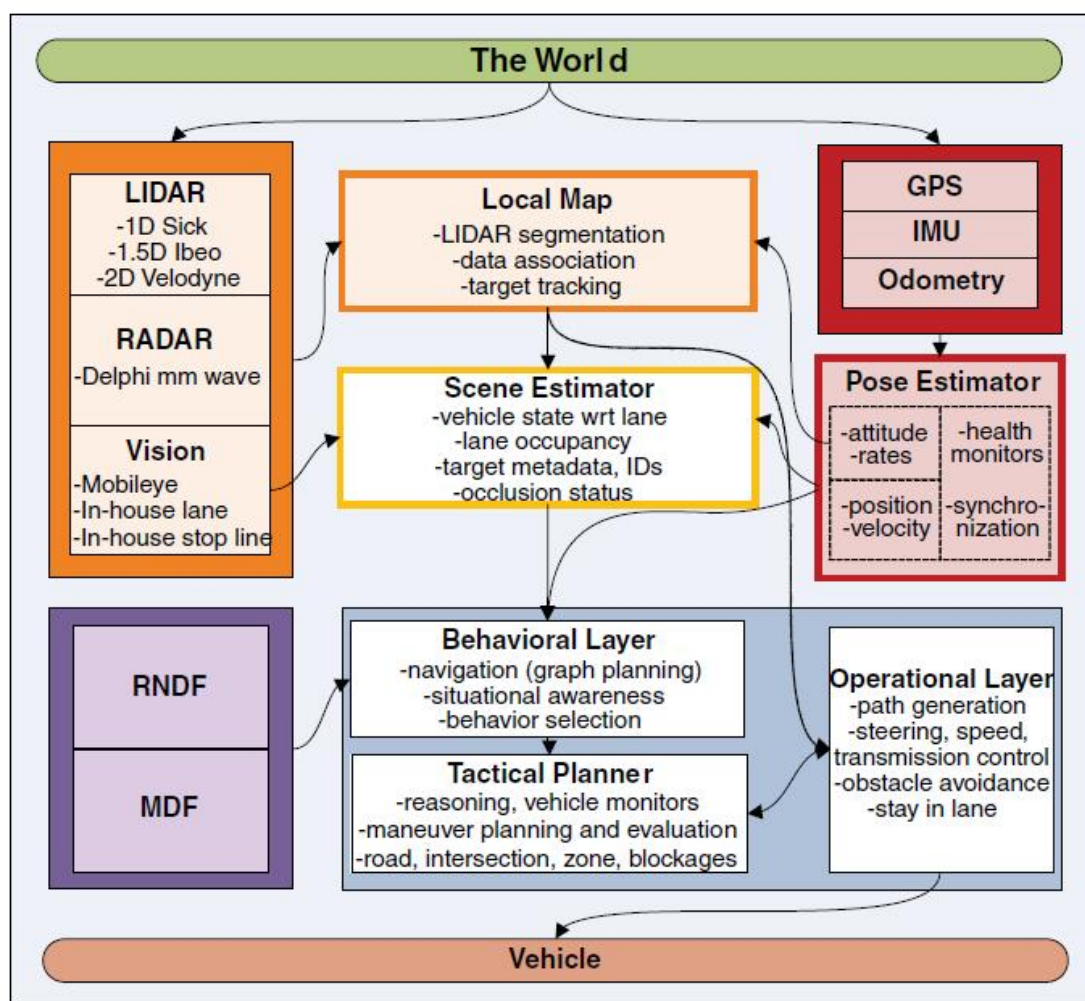 The World
LIDAR
-1D Sick
-1.5D Ibeo
-2D Velodyne
RADAR
-Delphi mm wave
Vision
-Mobileye
-In-house lane
-In-house stop line
Local Map
-LIDAR segmentation
-data association
-target tracking
GPS
IMU
Odometry
Scene Estimator
-vehicle state wrt lane
-lane occupancy
-target metadata, IDs
-occlusion status
Pose Estimator
-attitude
-rates
-health
monitors
-position
-velocity
-synchro-
nization
RNDF
MDF
Behavioral Layer
-navigation (graph planning)
-situational awareness
-behavior selection
Tactical Planner
-reasoning, vehicle monitors
-maneuver planning and evaluation
-road, intersection, zone, blockages
Operational Layer
-path generation
-steering, speed,
transmission control
-obstacle avoidance
-stay in lane
Vehicle